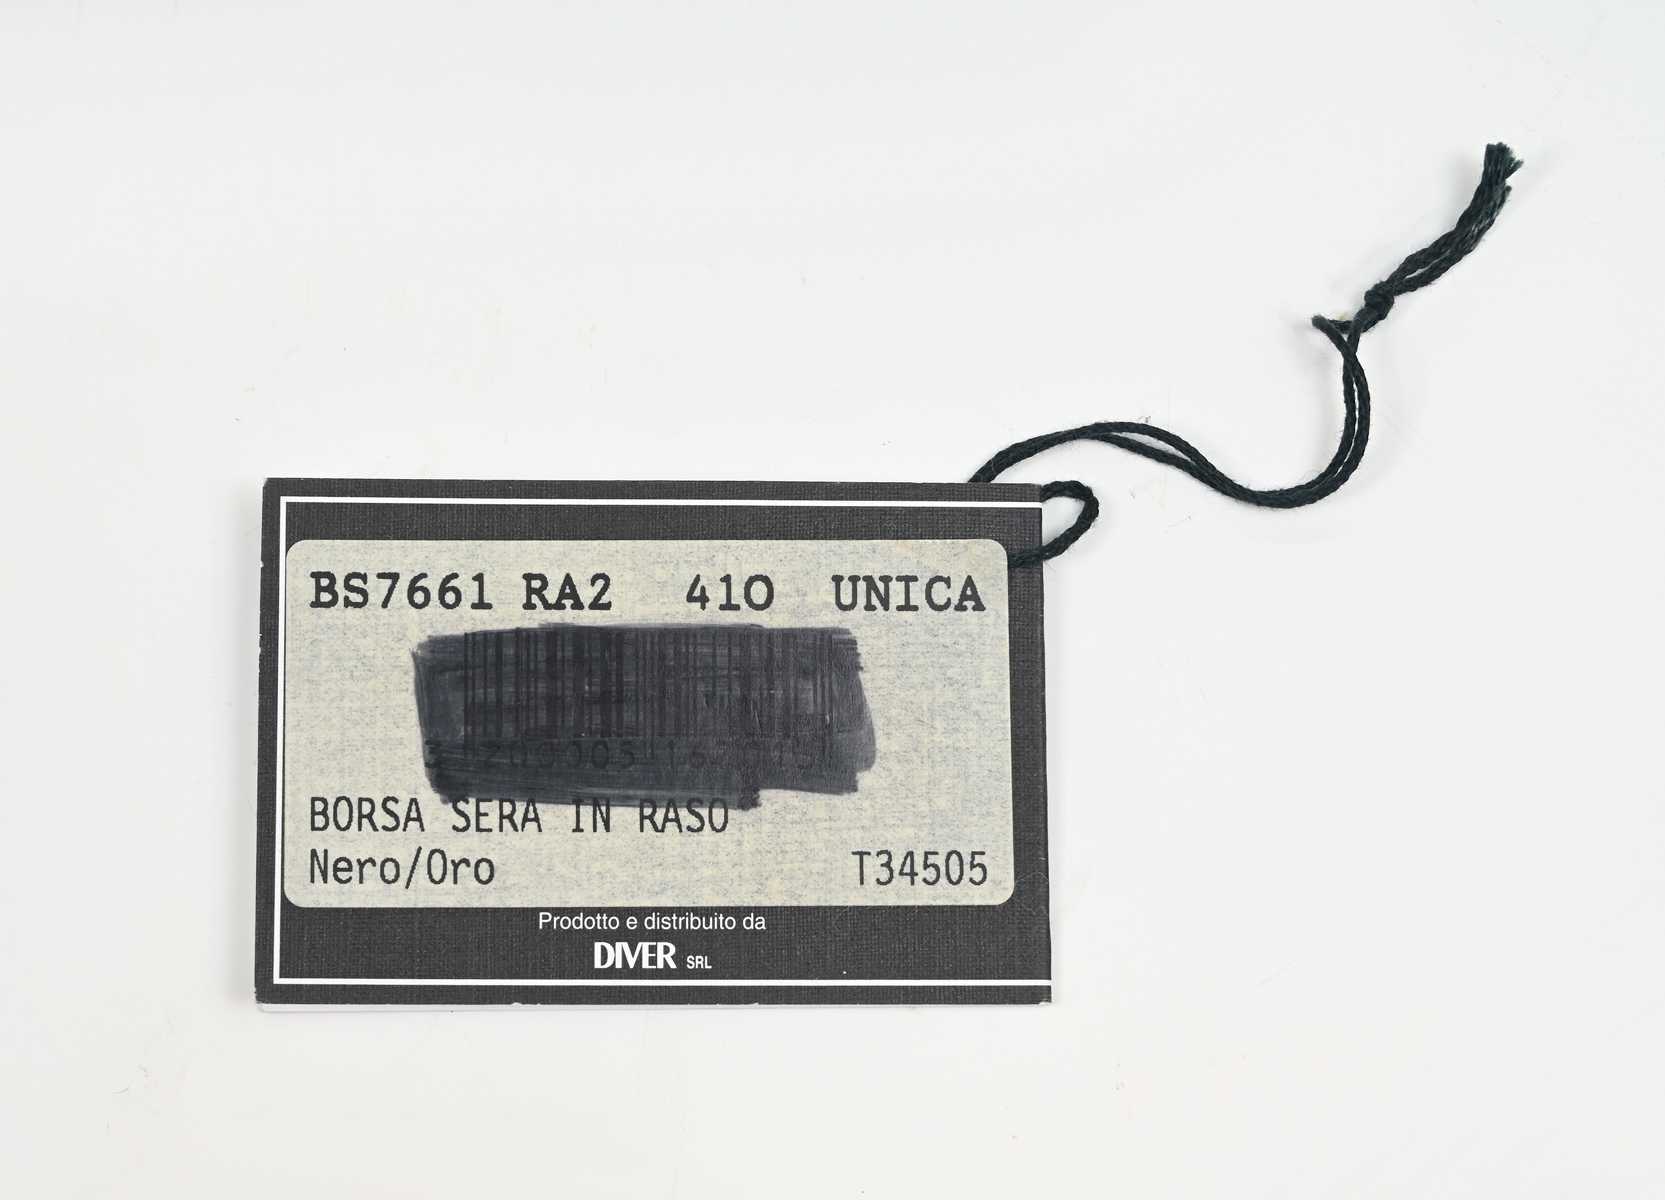 BS7661 RA2 410 UNICA
BORSA SERA IN RASO
Nero/Oro T34505
Prodotto e distribuito da
DIVER SRL